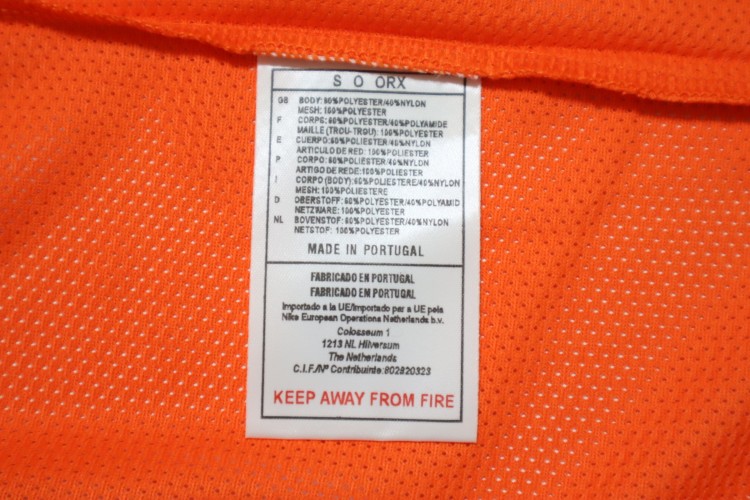 S O ORX
GB BODY: 60%POLYESTER/40%NYLON
MESH: 100%POLYESTER
F CORPS: 60%POLYESTER/40%POLYAMIDE
MAILLE (TROU-TROU): 100%POLYESTER
E CUERPO: 60%POLIESTER/40%NYLON
ARTICULO DE RED: 100%POLYESTER
P CORPO: 60%POLIESTER/40%NYLON
ARTIGO DE REDE: 100%POLYESTER
I CORPO (BODY): 60%POLIESTERE/40%NYLON
MESH: 100%POLIESTERE
D OBERSTOFF: 60%POLYESTER/40%POLYAMID
NETZWARE: 100%POLYESTER
NL BOVENSTOF: 60%POLYESTER/40%NYLON
NETSTOF: 100%POLYESTER
MADE IN PORTUGAL
FABRICADO EN PORTUGAL
FABRICADO EM PORTUGAL
Importado a la UE/Importado par a UE pela
Nike European Operations Netherlands b.v.
Colosseum 1
1213 NL Hilversum
The Netherlands
C.I.F./Nº Contribuinte:802820323
KEEP AWAY FROM FIRE